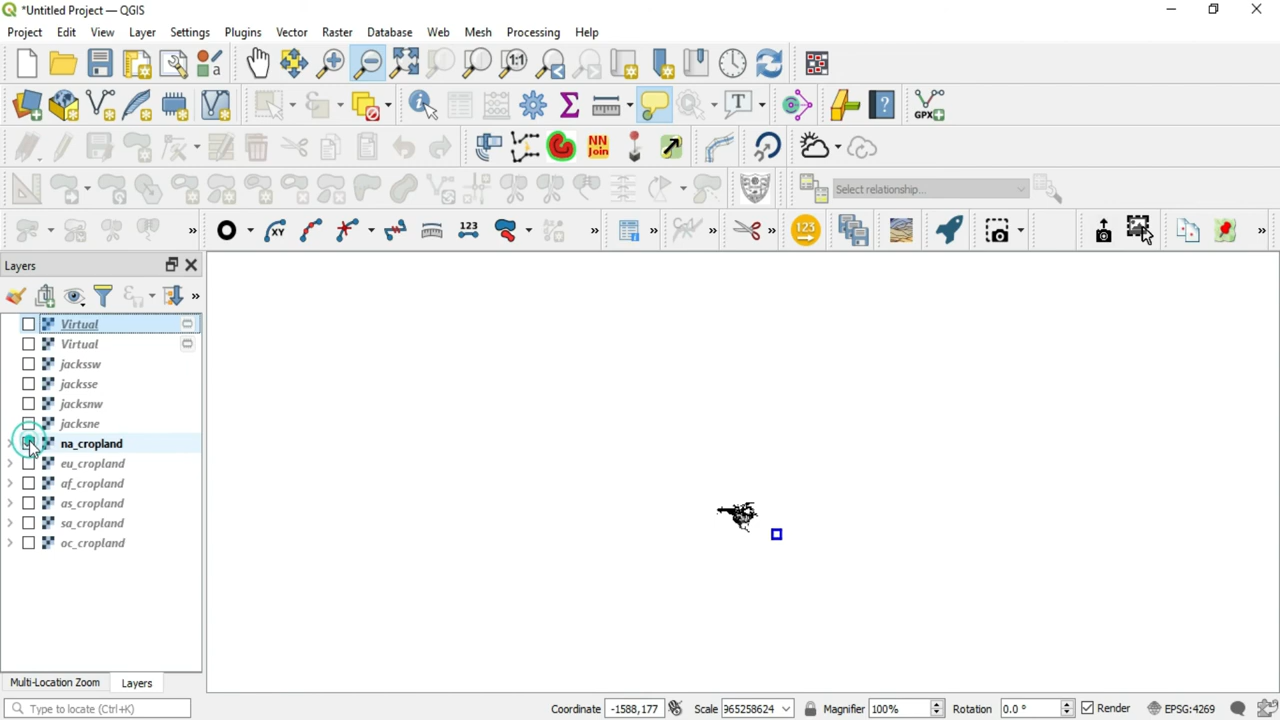 *Untitled Project — QGIS
Project Edit View Layer Settings Plugins Vector Raster Database Web Mesh Processing Help
1:1
T
GPX+
NN Join
Select relationship...
XY 123 » » » » 123 »
Layers
»
Virtual
Virtual
jackssw
jacksse
jacksnw
jacksne
na_cropland
eu_cropland
af_cropland
as_cropland
sa_cropland
oc_cropland
Multi-Location Zoom Layers
Type to locate (Ctrl+K) Coordinate -1588,177 Scale 365258624 Magnifier 100% Rotation 0.0 ° Render EPSG:4269